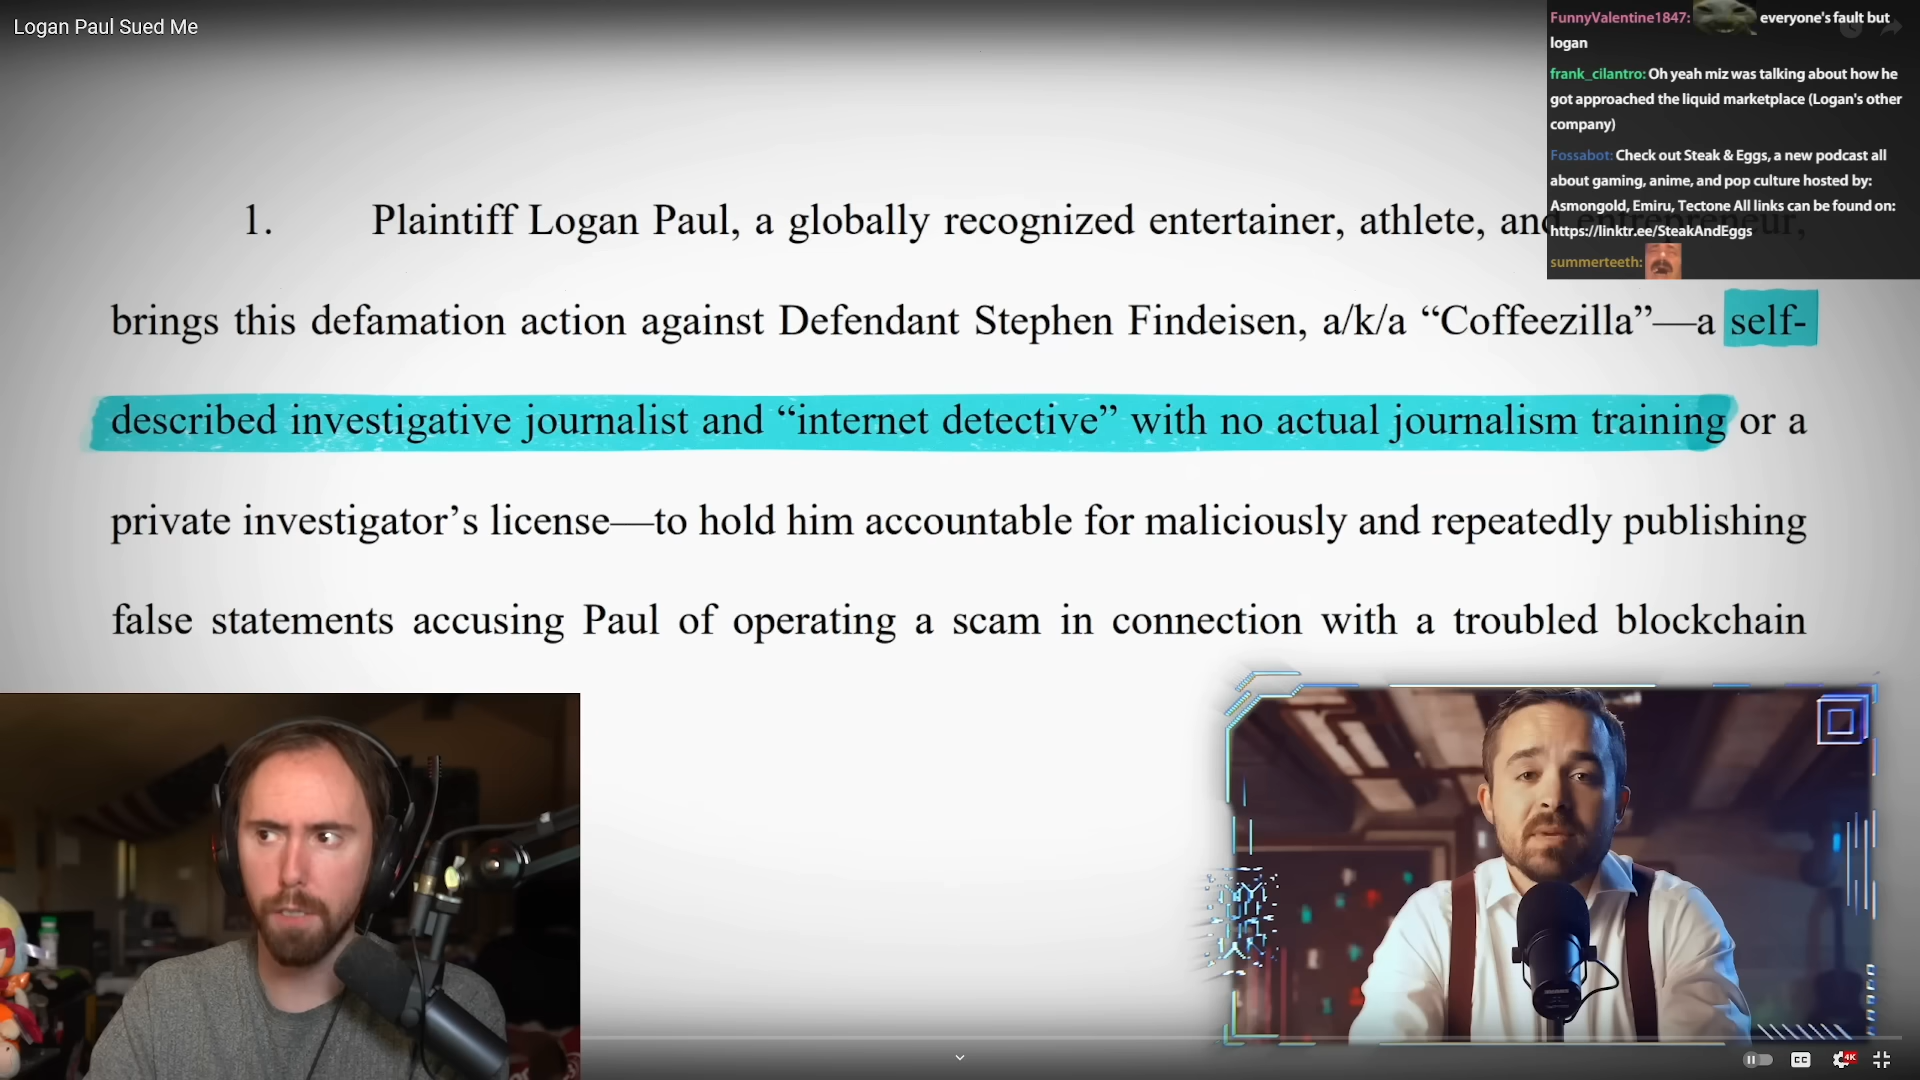 Logan Paul Sued Me
FunnyValentine1847: everyone's fault but
logan
frank_cilantro: Oh yeah miz was talking about how he
got approached the liquid marketplace (Logan's other
company)
Fossabot: Check out Steak & Eggs, a new podcast all
about gaming, anime, and pop culture hosted by:
Asmongold, Emiru, Tectone All links can be found on:
https://linktr.ee/SteakAndEggs
summerteeth:
1. Plaintiff Logan Paul, a globally recognized entertainer, athlete, and entrepreneur,
brings this defamation action against Defendant Stephen Findeisen, a/k/a “Coffeezilla”—a self-
described investigative journalist and “internet detective” with no actual journalism training or a
private investigator’s license—to hold him accountable for maliciously and repeatedly publishing
false statements accusing Paul of operating a scam in connection with a troubled blockchain
CC
4K